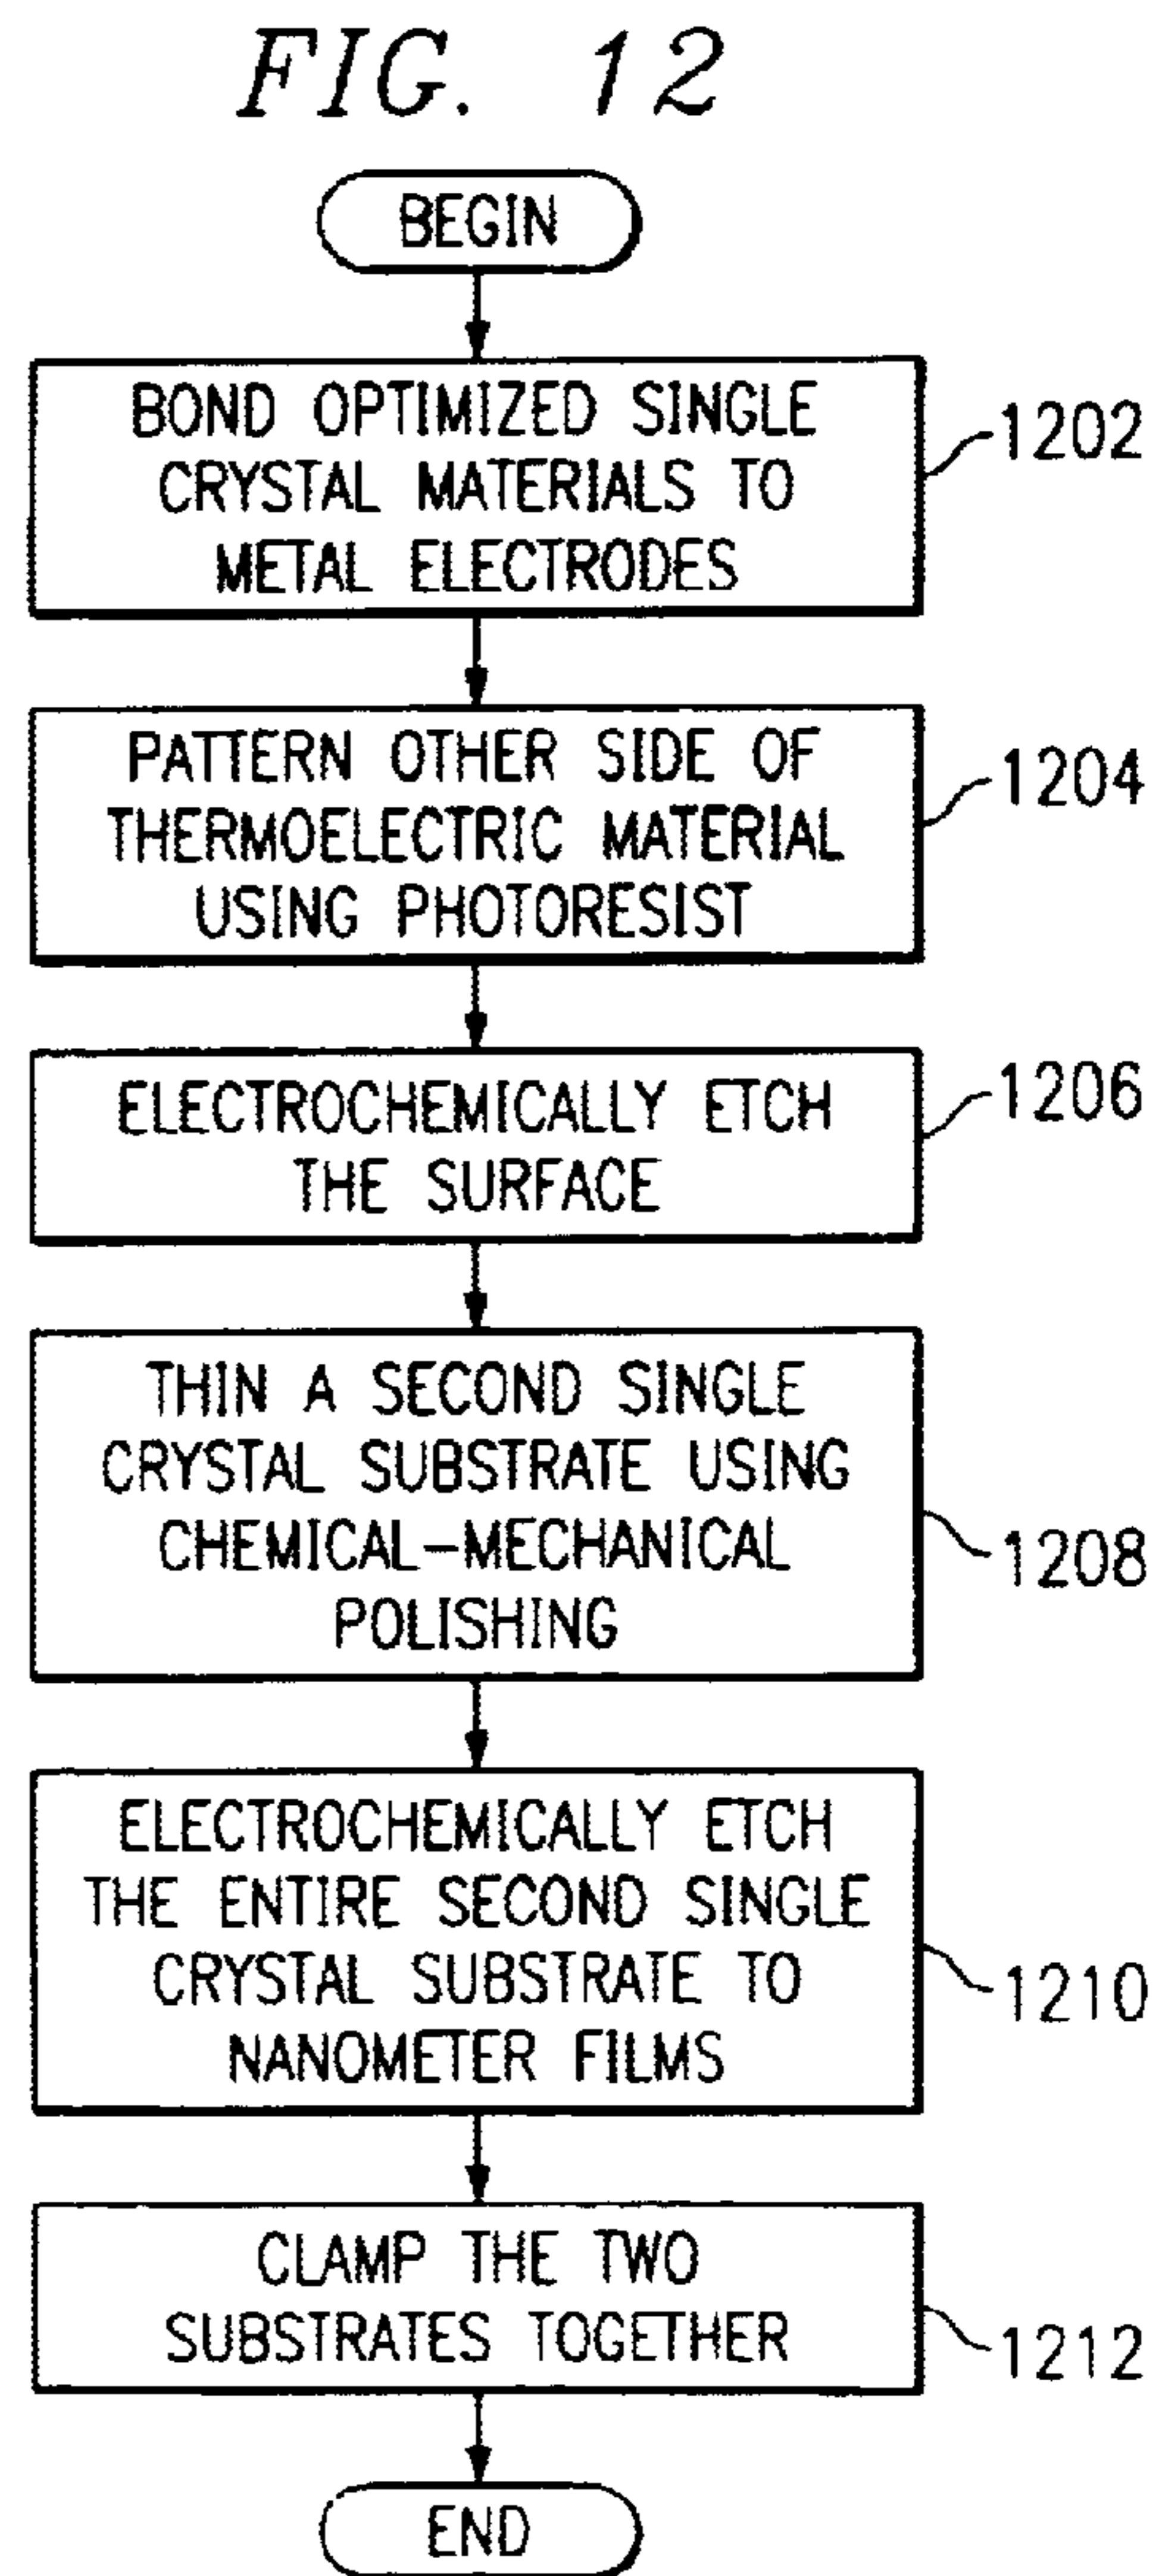 FIG. 12
BEGIN
BOND OPTIMIZED SINGLE
CRYSTAL MATERIALS TO
METAL ELECTRODES
1202
PATTERN OTHER SIDE OF
THERMOELECTRIC MATERIAL
USING PHOTORESIST
1204
ELECTROCHEMICALLY ETCH
THE SURFACE
1206
THIN A SECOND SINGLE
CRYSTAL SUBSTRATE USING
CHEMICAL-MECHANICAL
POLISHING
1208
ELECTROCHEMICALLY ETCH
THE ENTIRE SECOND SINGLE
CRYSTAL SUBSTRATE TO
NANOMETER FILMS
1210
CLAMP THE TWO
SUBSTRATES TOGETHER
1212
END